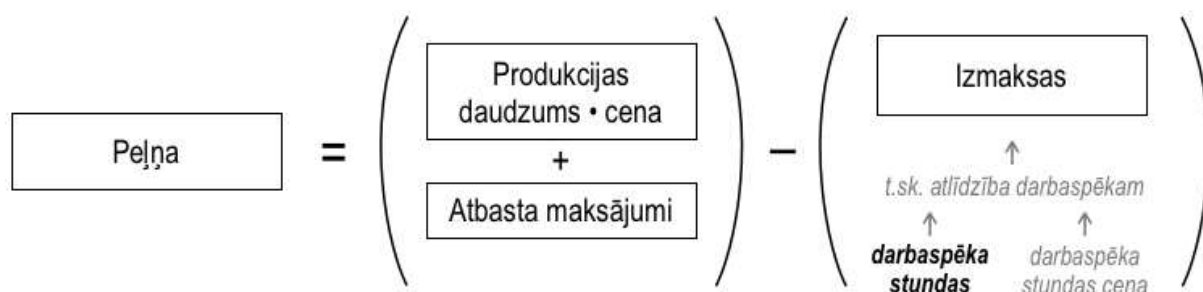 Peļņa
=
Produkcijas
daudzums • cena
+
Atbasta maksājumi
–
Izmaksas
t.sk. atlīdzība darbaspēkam
darbaspēka
stundas
darbaspēka
stundas cena